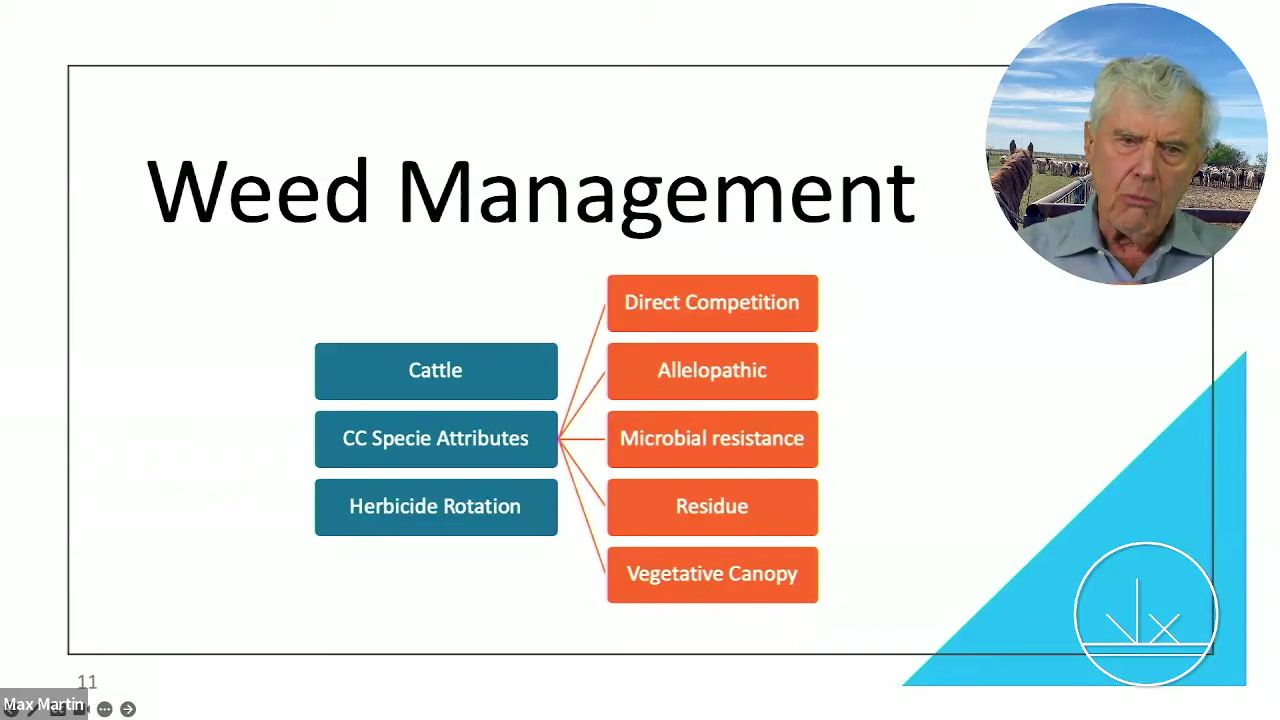 Weed Management
Direct Competition
Cattle
Allelopathic
CC Specie Attributes
Microbial resistance
Herbicide Rotation
Residue
Vegetative Canopy
11
Max Martin